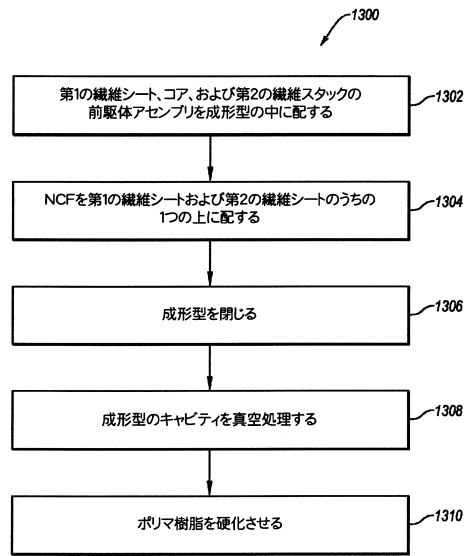 1300
第1の繊維シート、コア、および第2の繊維スタックの
前駆体アセンブリを成形型の中に配する
1302
NCFを第1の繊維シートおよび第2の繊維シートのうちの
1つの上に配する
1304
成形型を閉じる
1306
成形型のキャビティを真空処理する
1308
ポリマ樹脂を硬化させる
1310